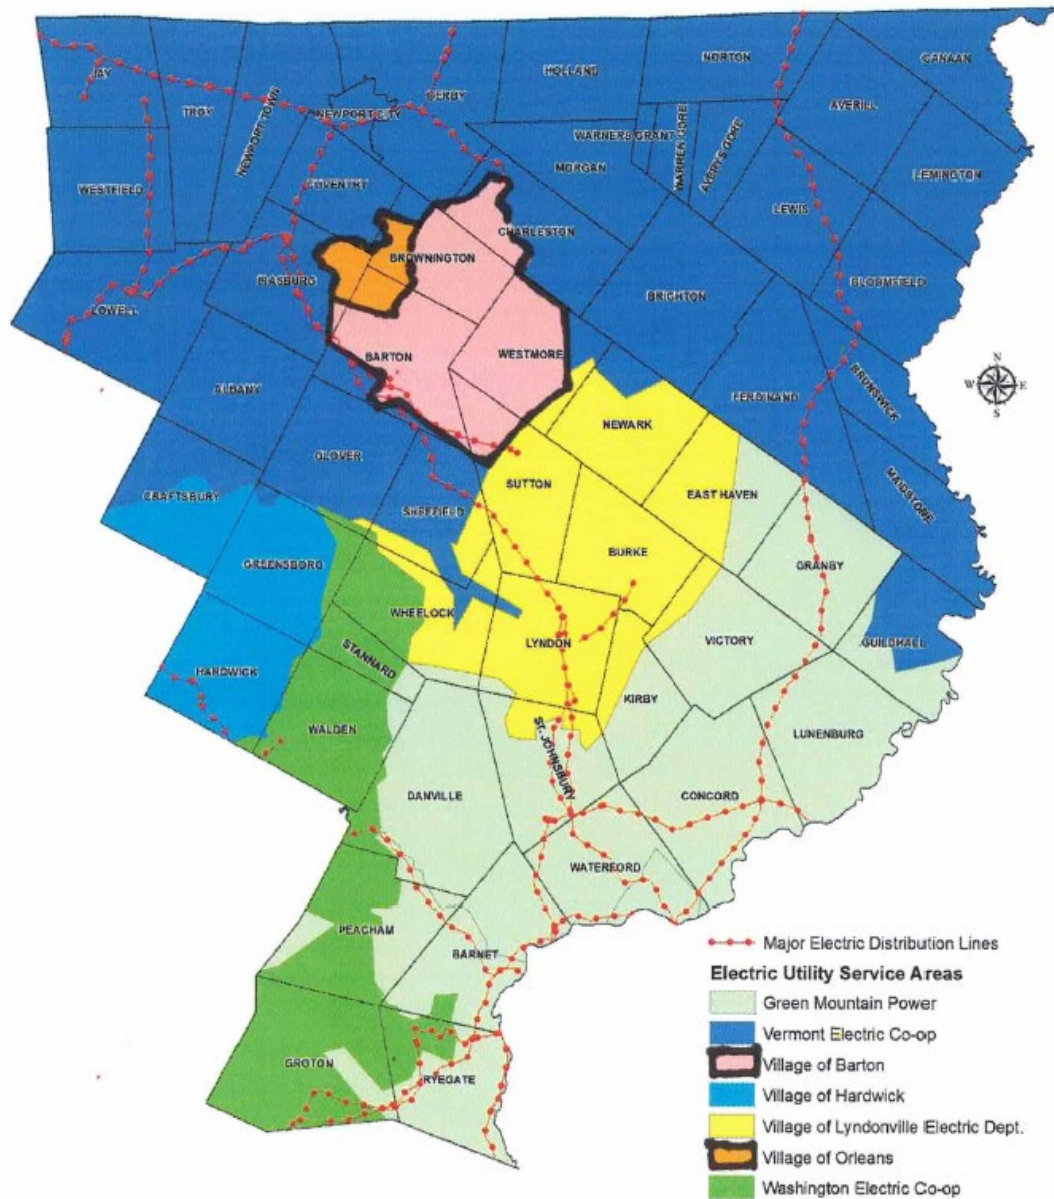 NORTON
CANAAN
HOLLAND
JAY
DERBY
AVERILL
TROY
NEWPORT CITY
NEWPORT TOWN
WARNERS GRANT
WARREN GORE
AVERYS GORE
MORGAN
LEMINGTON
WESTFIELD
COVENTRY
LEWIS
CHARLESTON
BROWNINGTON
IRASBURG
BRIGHTON
BLOOMFIELD
LOWELL
BARTON
WESTMORE
N
W
E
S
BRUNSWICK
ALBANY
FERDINAND
NEWARK
GLOVER
SUTTON
EAST HAVEN
MAIDSTONE
CRAFTSBURY
SHEFFIELD
BURKE
GREENSBORO
GRANBY
WHEELOCK
LYNDON
VICTORY
GUILDHALL
STANNARD
HARDWICK
KIRBY
WALDEN
LUNENBURG
ST. JOHNSBURY
DANVILLE
CONCORD
WATERFORD
PEACHAM
BARNET
GROTON
RYEGATE
Major Electric Distribution Lines
Electric Utility Service Areas
Green Mountain Power
Vermont Electric Co-op
Village of Barton
Village of Hardwick
Village of Lyndonville Electric Dept.
Village of Orleans
Washington Electric Co-op